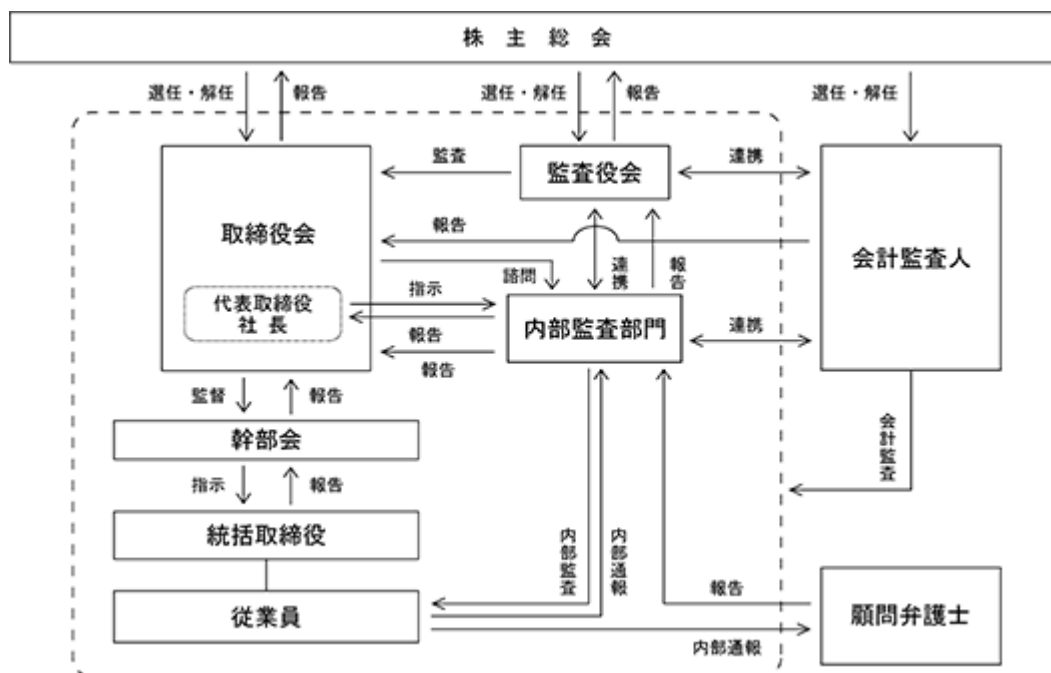 株主総会
選任・解任
報告
選任・解任
報告
選任・解任
取締役会
監査
監査役会
連携
会計監査人
報告
諮問
連携
報告
代表取締役
社長
指示
内部監査部門
連携
報告
報告
監督
報告
幹部会
会計監査
指示
報告
統括取締役
内部監査
内部通報
従業員
報告
顧問弁護士
内部通報